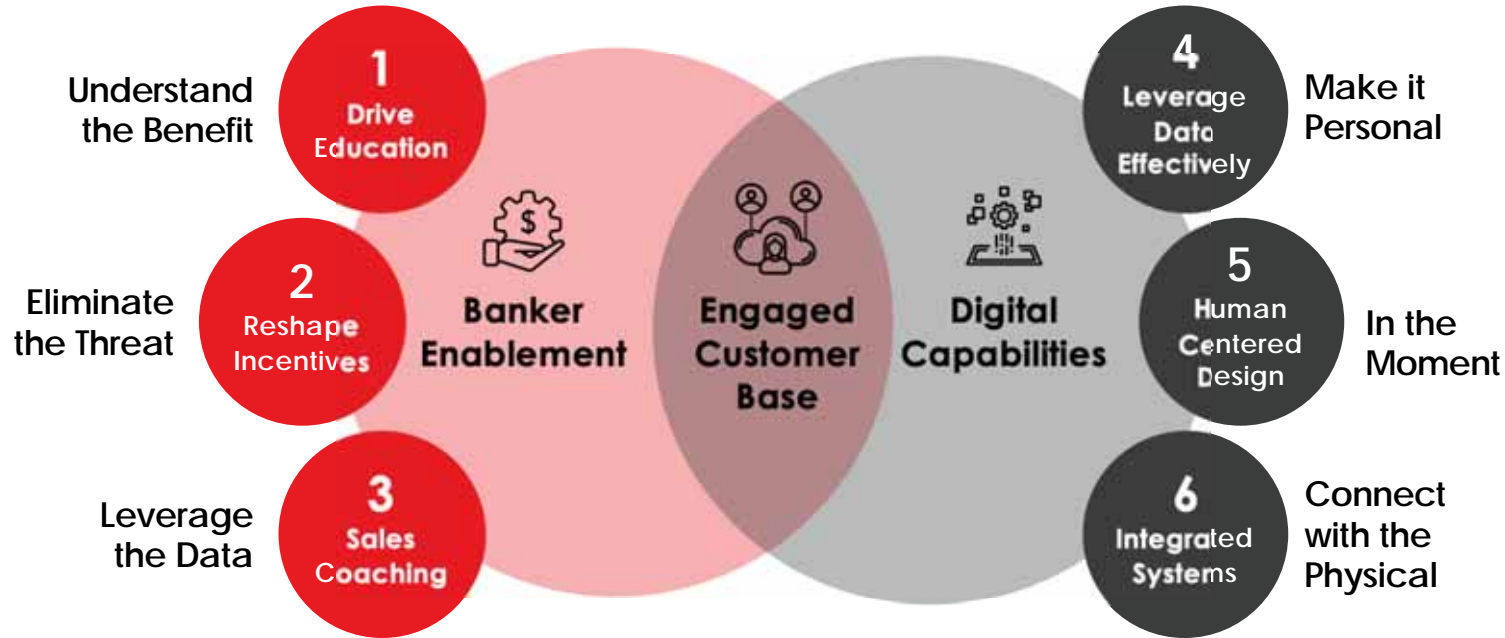 Understand
the Benefit
1
Drive
Education
Eliminate
the Threat
2
Reshape
Incentives
Leverage
the Data
3
Sales
Coaching
$
Banker
Enablement
Engaged
Customer
Base
Digital
Capabilities
4
Leverage
Data
Effectively
Make it
Personal
5
Human
Centered
Design
In the
Moment
6
Integrated
Systems
Connect
with the
Physical